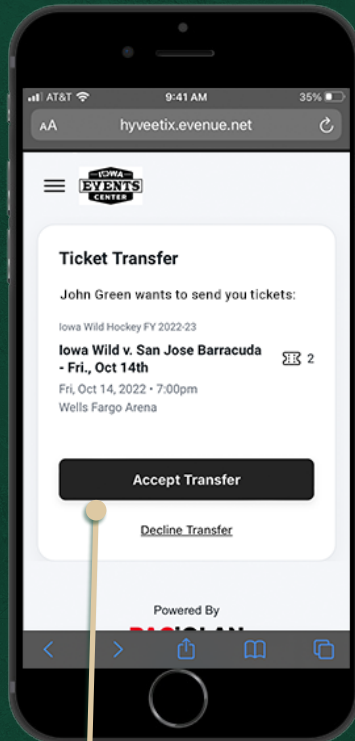 AT&T 9:41 AM 35%
AA hyveetix.evenue.net
IOWA
EVENTS
CENTER
Ticket Transfer
John Green wants to send you tickets:
Iowa Wild Hockey FY 2022-23
Iowa Wild v. San Jose Barracuda
- Fri., Oct 14th
2
Fri, Oct 14, 2022 • 7:00pm
Wells Fargo Arena
Accept Transfer
Decline Transfer
Powered By